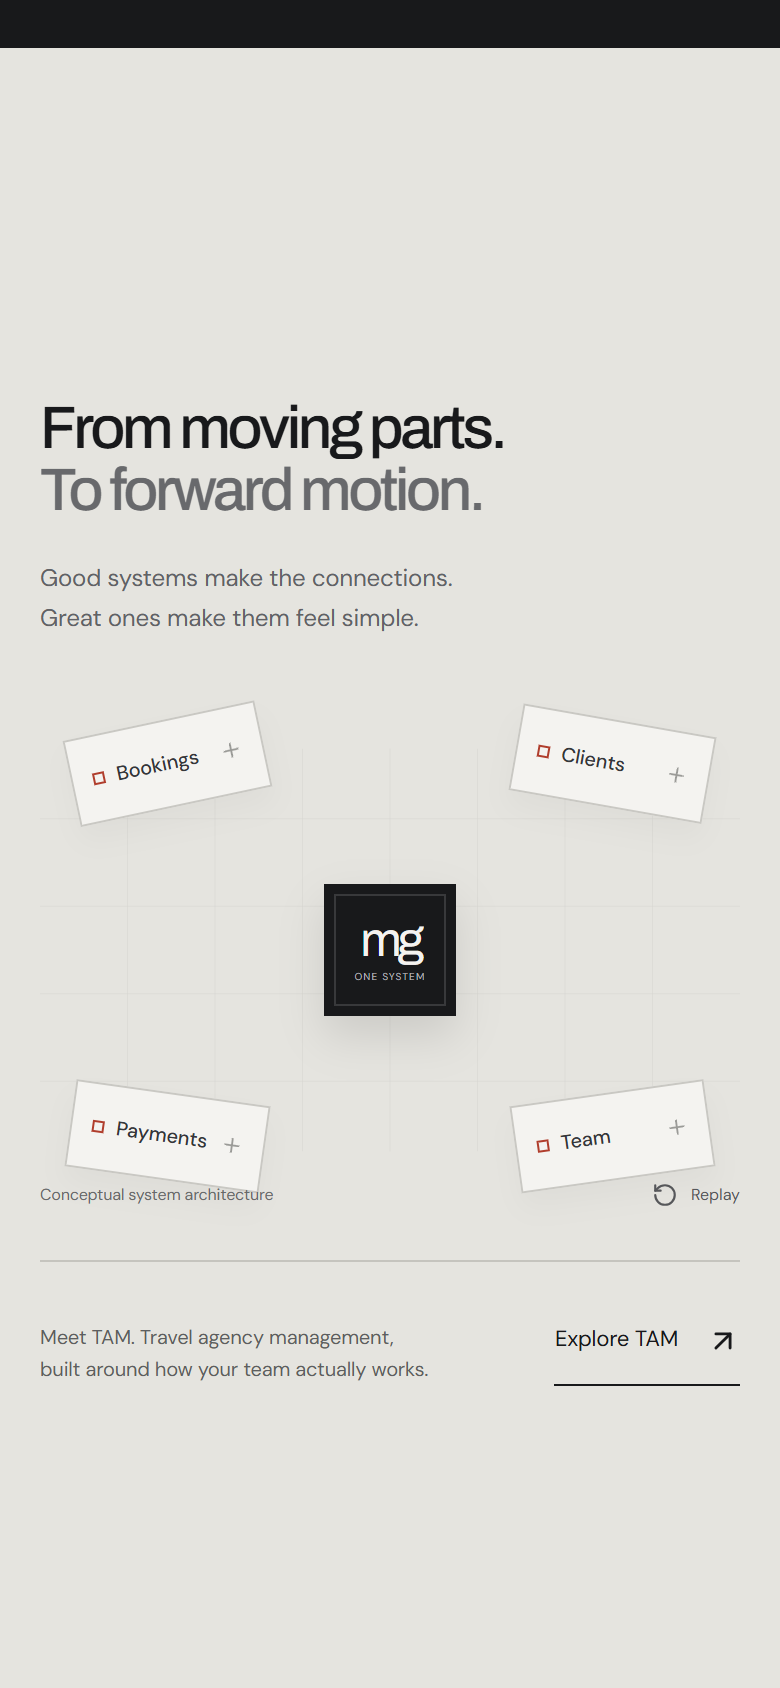 From moving parts.
To forward motion.
Good systems make the connections.
Great ones make them feel simple.
Bookings
Clients
mg
ONE SYSTEM
Payments
Team
Conceptual system architecture
Replay
Meet TAM. Travel agency management,
built around how your team actually works.
Explore TAM